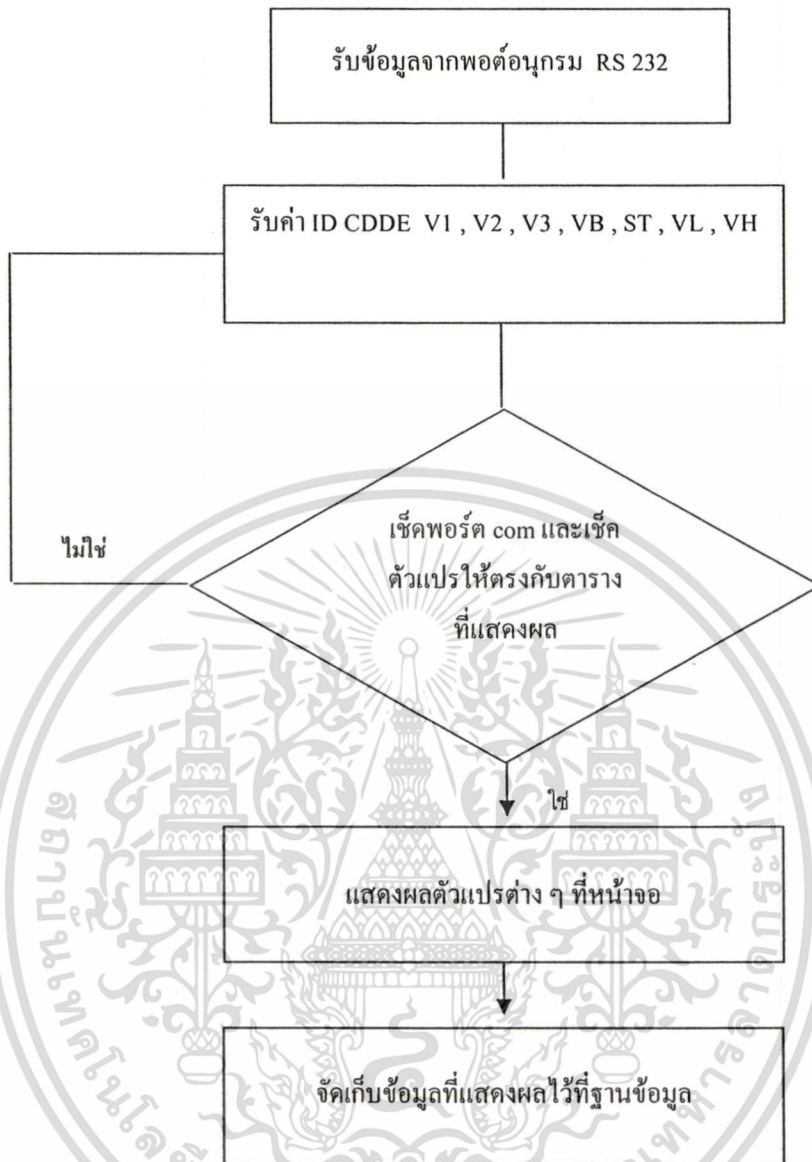 รับข้อมูลจากพอต์อนุกรม RS 232
รับค่า ID CDDE V1 , V2 , V3 , VB , ST , VL , VH
เช็คพอร์ต com และเช็ค
ตัวแปรให้ตรงกับตาราง
ที่แสดงผล
ไม่ใช่
ใช่
แสดงผลตัวแปรต่าง ๆ ที่หน้าจอ
จัดเก็บข้อมูลที่แสดงผลไว้ที่ฐานข้อมูล